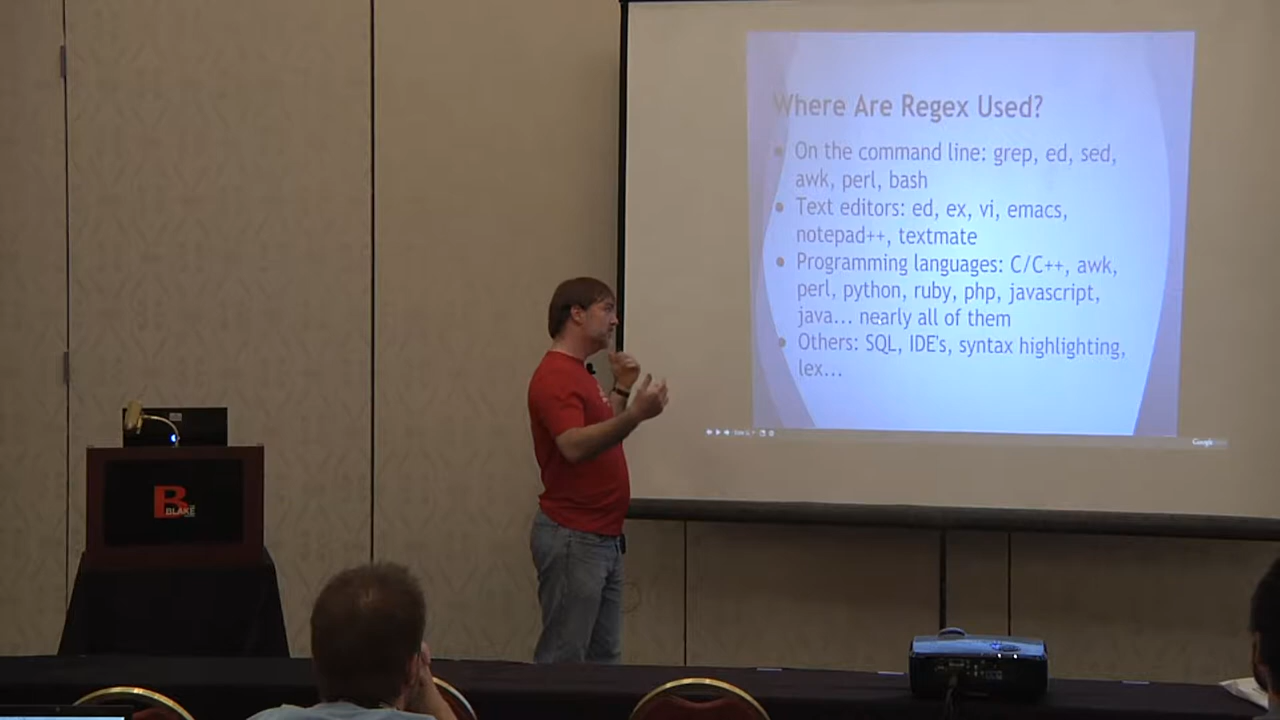 Where Are Regex Used?
• On the command line: grep, ed, sed,
awk, perl, bash
• Text editors: ed, ex, vi, emacs,
notepad++, textmate
• Programming languages: C/C++, awk,
perl, python, ruby, php, javascript,
java... nearly all of them
• Others: SQL, IDE's, syntax highlighting,
lex...
Google
B
BLAKE